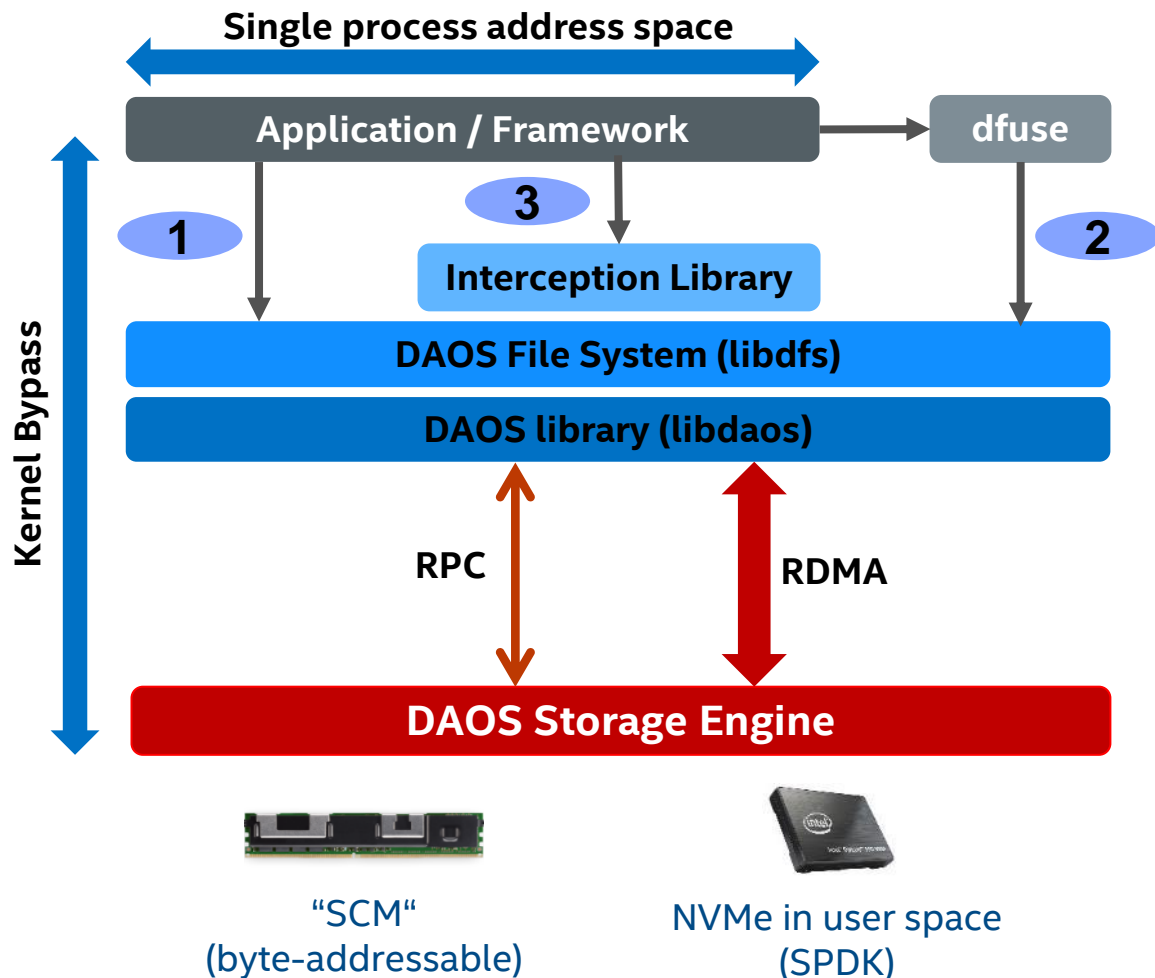 Single process address space
Application / Framework
dfuse
1
3
2
Interception Library
Kernel Bypass
DAOS File System (libdfs)
DAOS library (libdaos)
RPC
RDMA
DAOS Storage Engine
intel
“SCM“
(byte-addressable)
NVMe in user space
(SPDK)